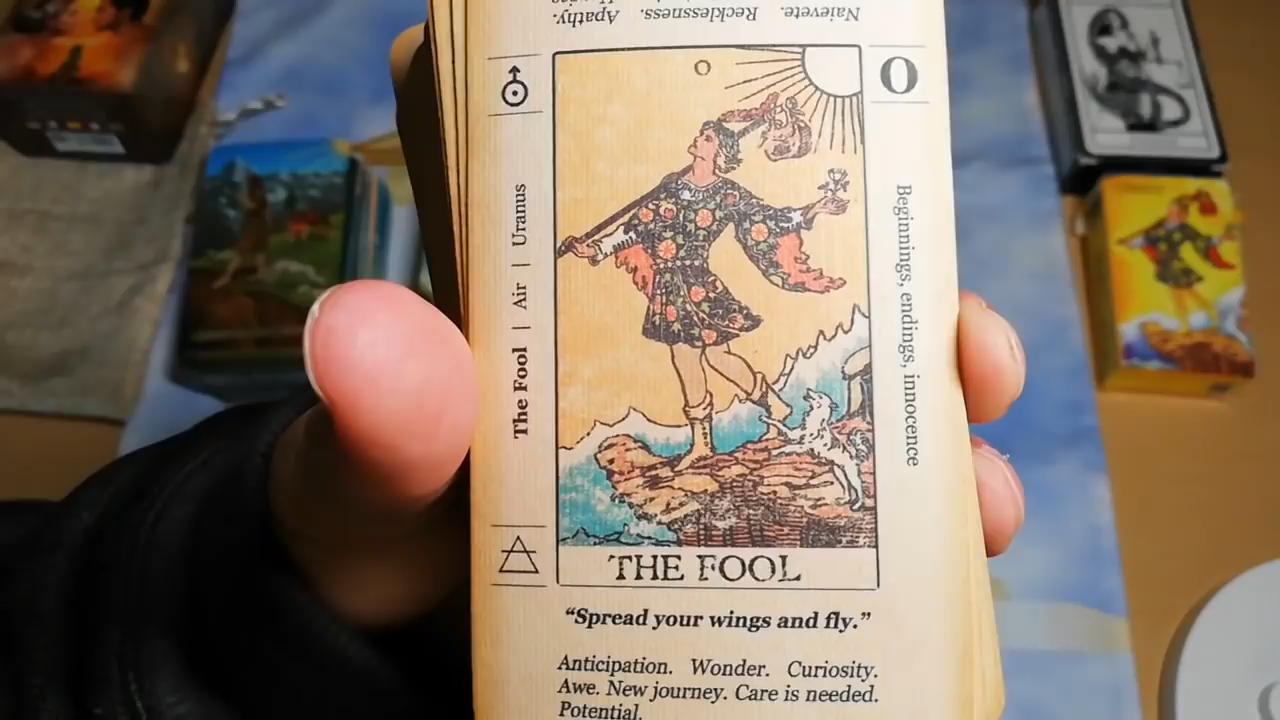 Naievete. Recklessness. Apathy.
0
The Fool | Air | Uranus
Beginnings, endings, innocence
THE FOOL
“Spread your wings and fly.”
Anticipation. Wonder. Curiosity.
Awe. New journey. Care is needed.
Potential.